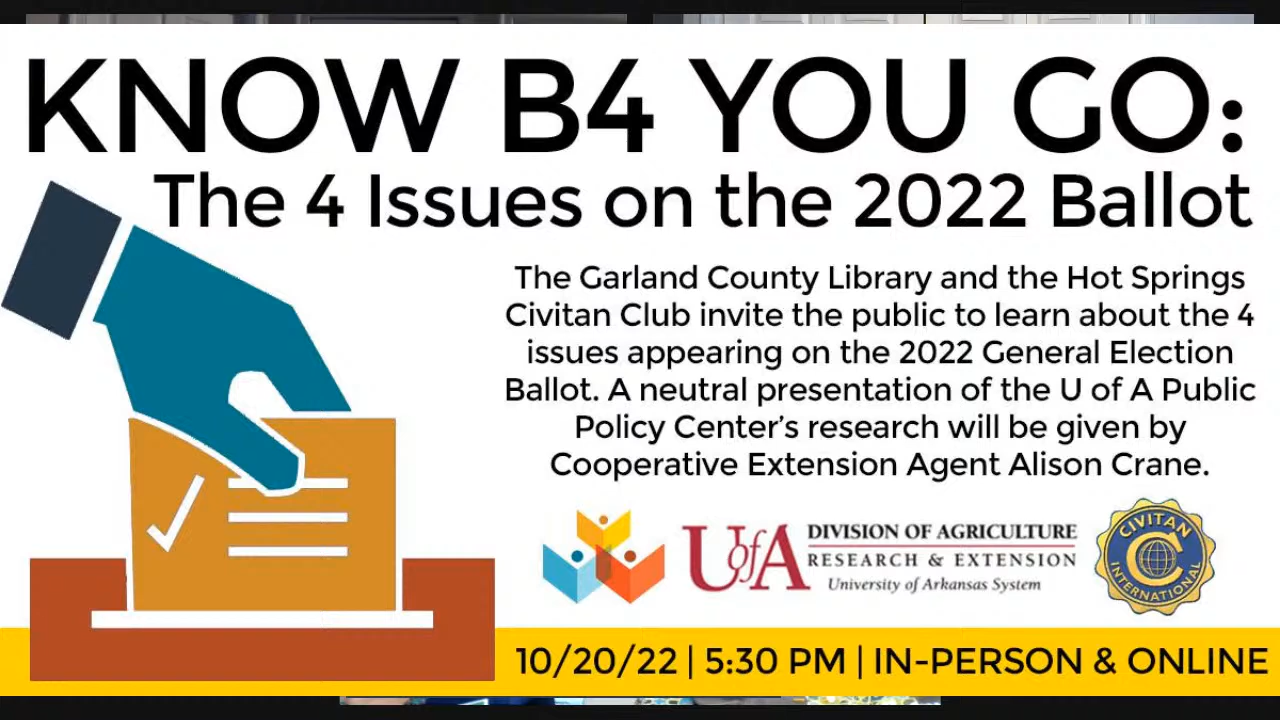 KNOW B4 YOU GO:
The 4 Issues on the 2022 Ballot
The Garland County Library and the Hot Springs
Civitan Club invite the public to learn about the 4
issues appearing on the 2022 General Election
Ballot. A neutral presentation of the U of A Public
Policy Center's research will be given by
Cooperative Extension Agent Alison Crane.
UofA
DIVISION OF AGRICULTURE
RESEARCH & EXTENSION
University of Arkansas System
CIVITAN
C
INTERNATIONAL
10/20/22 | 5:30 PM | IN-PERSON & ONLINE